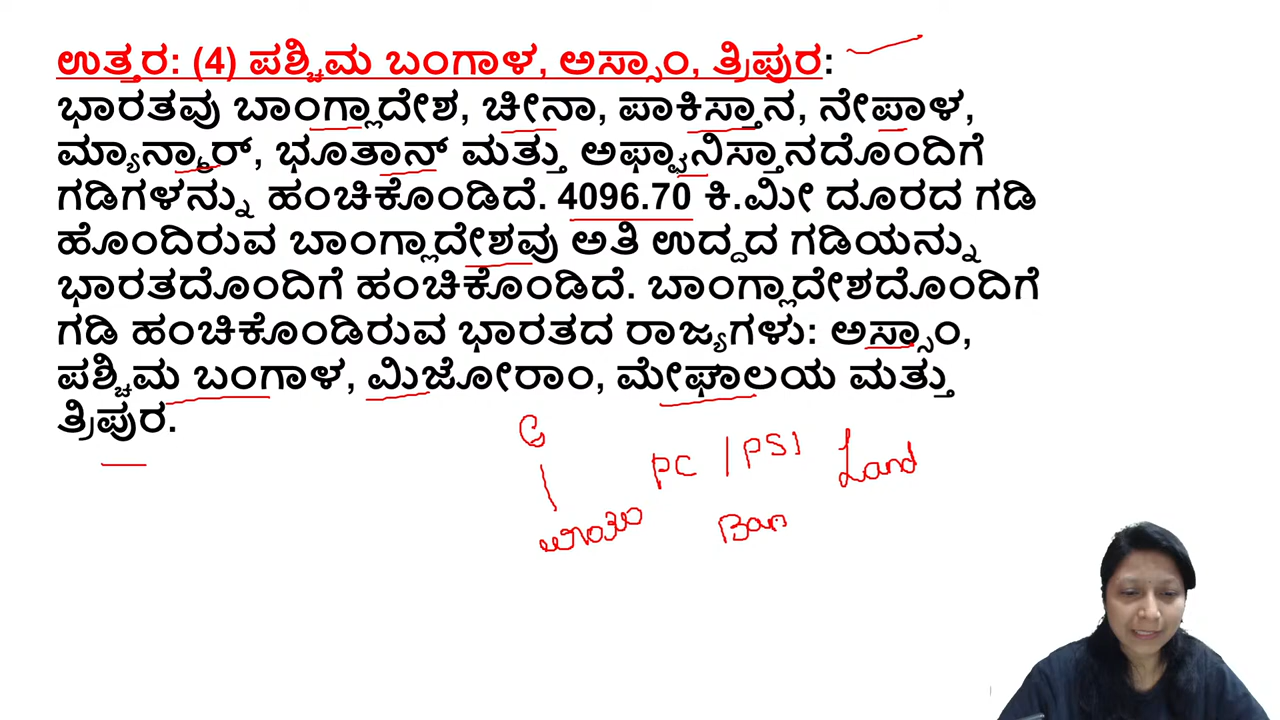 ಉತ್ತರ: (4) ಪಶ್ಚಿಮ ಬಂಗಾಳ, ಅಸ್ಸಾಂ, ತ್ರಿಪುರ:
ಭಾರತವು ಬಾಂಗ್ಲಾದೇಶ, ಚೀನಾ, ಪಾಕಿಸ್ತಾನ, ನೇಪಾಳ,
ಮ್ಯಾನ್ಮಾರ್, ಭೂತಾನ್ ಮತ್ತು ಅಫ್ಘಾನಿಸ್ತಾನದೊಂದಿಗೆ
ಗಡಿಗಳನ್ನು ಹಂಚಿಕೊಂಡಿದೆ. 4096.70 ಕಿ.ಮೀ ದೂರದ ಗಡಿ
ಹೊಂದಿರುವ ಬಾಂಗ್ಲಾದೇಶವು ಅತಿ ಉದ್ದದ ಗಡಿಯನ್ನು
ಭಾರತದೊಂದಿಗೆ ಹಂಚಿಕೊಂಡಿದೆ. ಬಾಂಗ್ಲಾದೇಶದೊಂದಿಗೆ
ಗಡಿ ಹಂಚಿಕೊಂಡಿರುವ ಭಾರತದ ರಾಜ್ಯಗಳು: ಅಸ್ಸಾಂ,
ಪಶ್ಚಿಮ ಬಂಗಾಳ, ಮಿಜೋರಾಂ, ಮೇಘಾಲಯ ಮತ್ತು
ತ್ರಿಪುರ.
PC / PSI Land
Ban